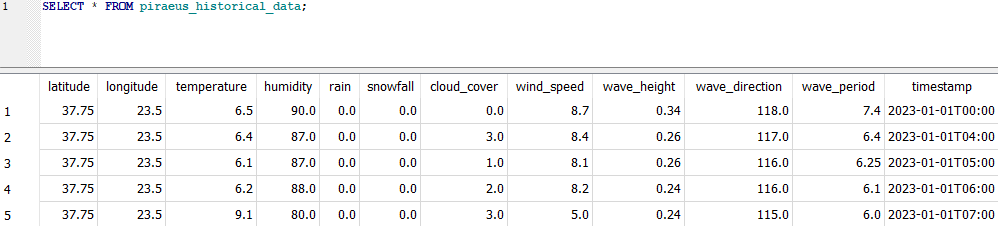 1 SELECT * FROM piraeus_historical_data;
latitude longitude temperature humidity rain snowfall cloud_cover wind_speed wave_height wave_direction wave_period timestamp
1 37.75 23.5 6.5 90.0 0.0 0.0 0.0 8.7 0.34 118.0 7.4 2023-01-01T00:00
2 37.75 23.5 6.4 87.0 0.0 0.0 3.0 8.4 0.26 117.0 6.4 2023-01-01T04:00
3 37.75 23.5 6.1 87.0 0.0 0.0 1.0 8.1 0.26 116.0 6.25 2023-01-01T05:00
4 37.75 23.5 6.2 88.0 0.0 0.0 2.0 8.2 0.24 116.0 6.1 2023-01-01T06:00
5 37.75 23.5 9.1 80.0 0.0 0.0 3.0 5.0 0.24 115.0 6.0 2023-01-01T07:00